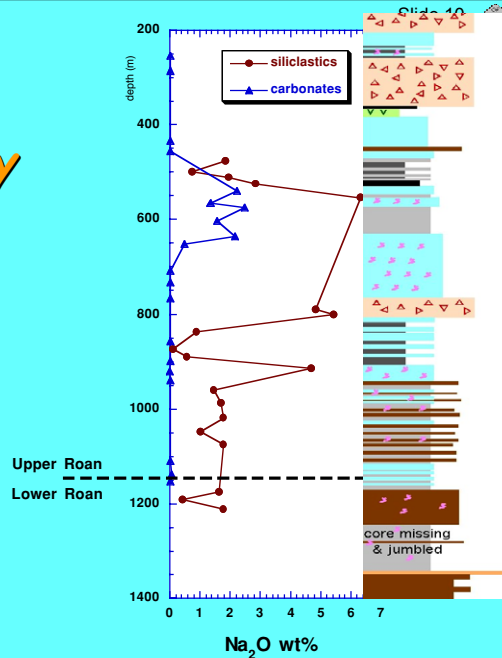 Slide 10
200
siliclastics
carbonates
depth (m)
400
600
800
1000
Upper Roan
Lower Roan
1200
core missing
& jumbled
1400
0 1 2 3 4 5 6 7
Na2O wt%